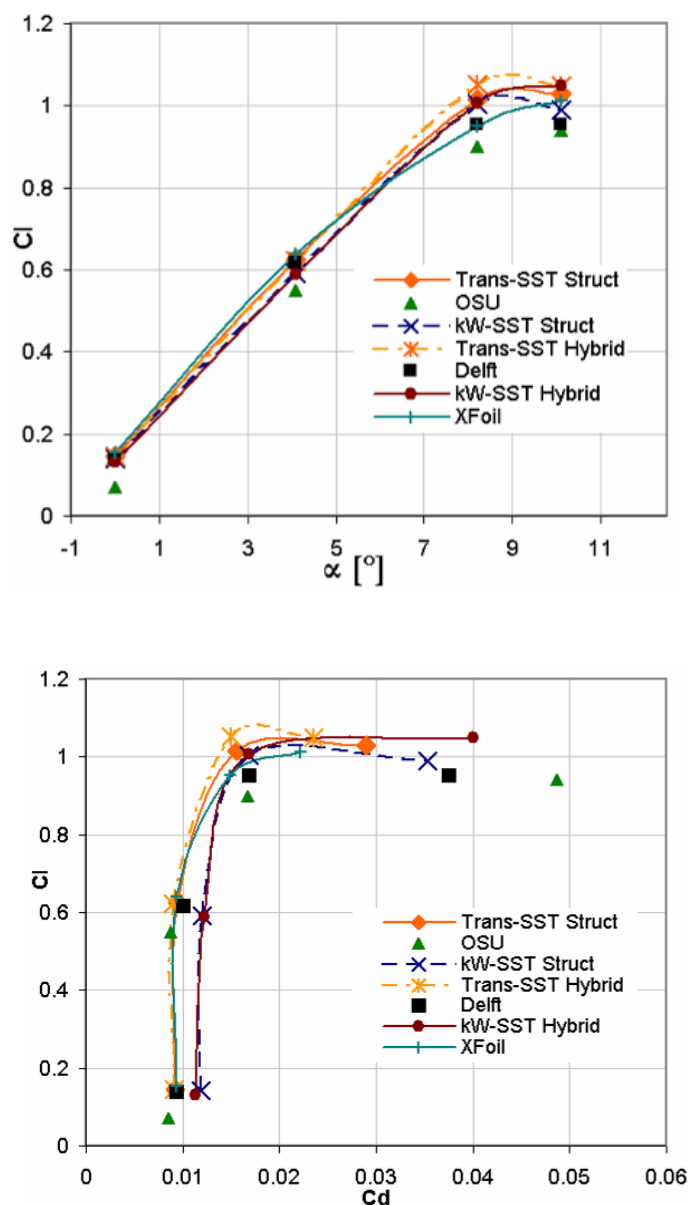 1.2
1
0.8
0.6
0.4
0.2
0
Cl
-1 1 3 5 7 9 11
∝ [º]
Trans-SST Struct
OSU
kW-SST Struct
Trans-SST Hybrid
Delft
kW-SST Hybrid
XFoil
1.2
1
0.8
0.6
0.4
0.2
0
Cl
0 0.01 0.02 0.03 0.04 0.05 0.06
Cd
Trans-SST Struct
OSU
kW-SST Struct
Trans-SST Hybrid
Delft
kW-SST Hybrid
XFoil